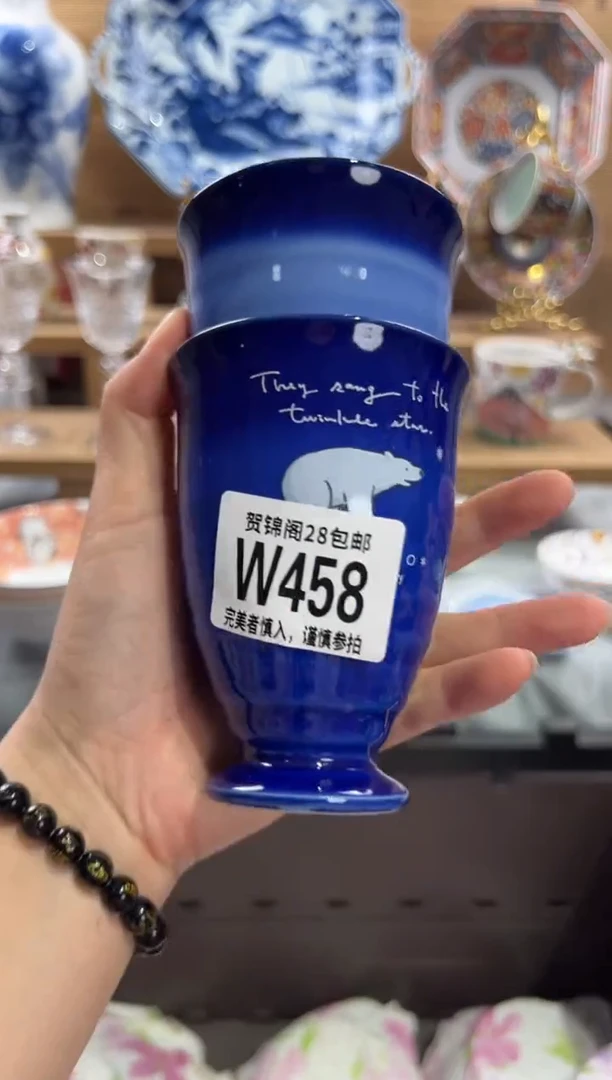 They sang to the
twinkle star.
贺锦阁28包邮
W458
完美者慎入，谨慎参拍